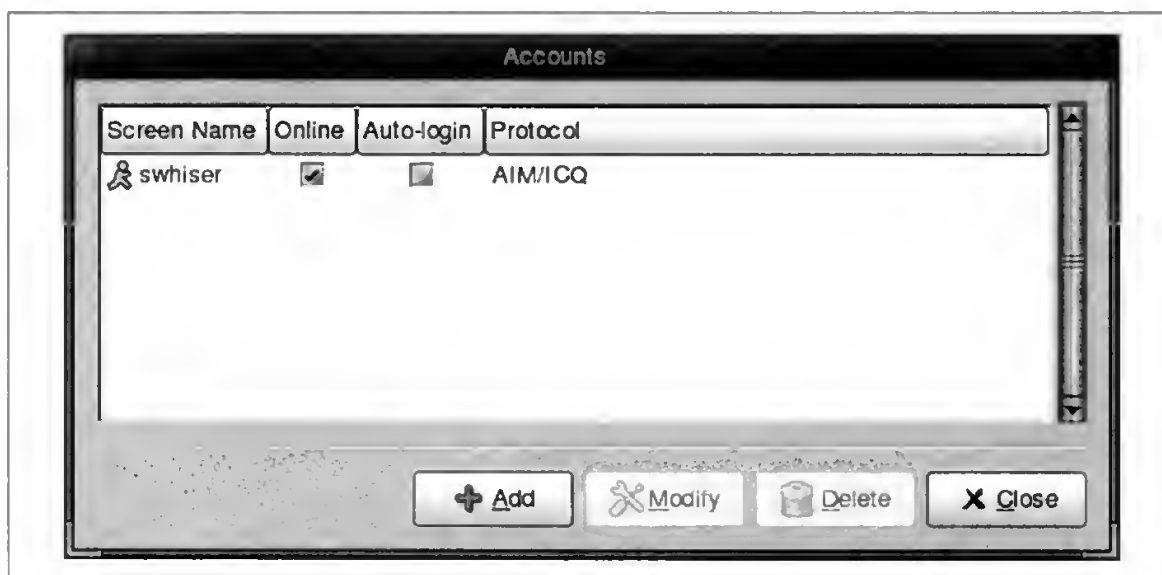 Accounts
Screen Name Online Auto-login Protocol
swhiser AIM/ICQ
Add Modify Delete Close